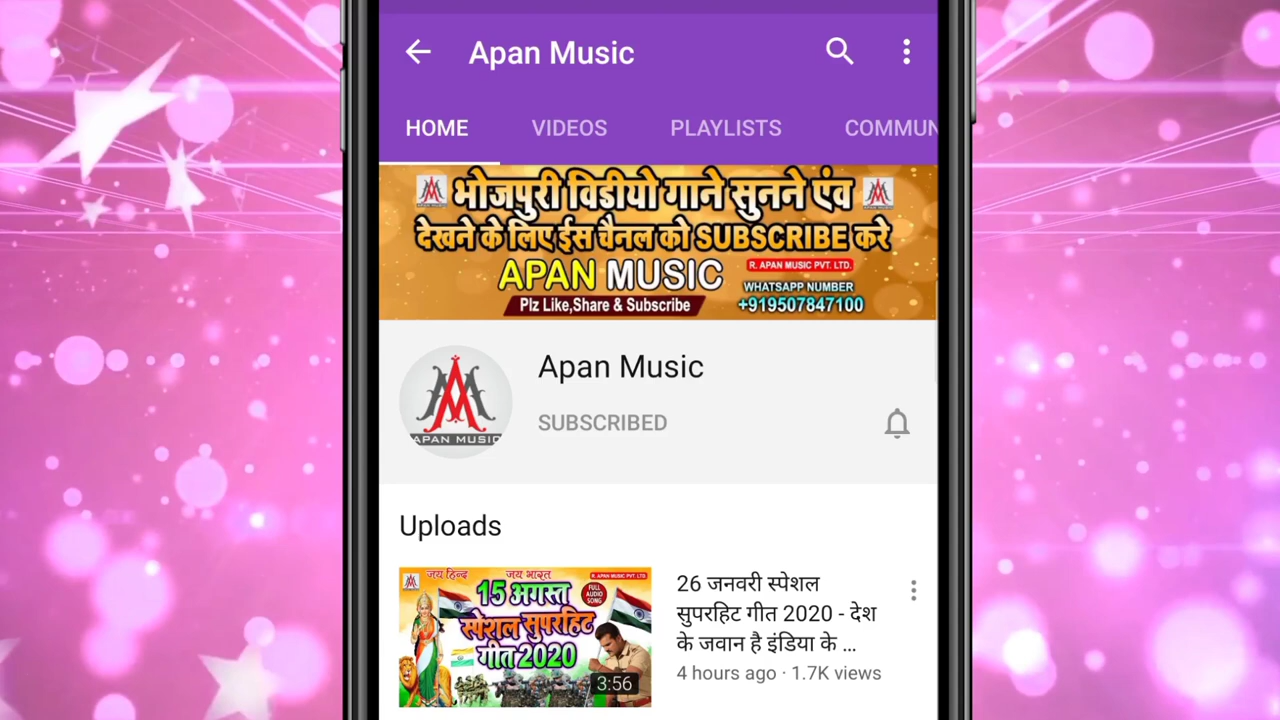 Apan Music
HOME VIDEOS PLAYLISTS COMMUN
भोजपुरी विडीयो गाने सुनने एंव
देखने के लिए ईस चैनल को SUBSCRIBE करे
APAN MUSIC
R. APAN MUSIC PVT. LTD.
WHATSAPP NUMBER
Plz Like,Share & Subscribe
+919507847100
Apan Music
SUBSCRIBED
APAN MUSIC
Uploads
जय हिन्द जय भारत
R. APAN MUSIC PVT. LTD
15 अगस्त
FULL
AUDIO
SONG
स्पेशल सुपरहिट
गीत 2020
3:56
26 जनवरी स्पेशल
सुपरहिट गीत 2020 - देश
के जवान है इंडिया के ...
4 hours ago · 1.7K views